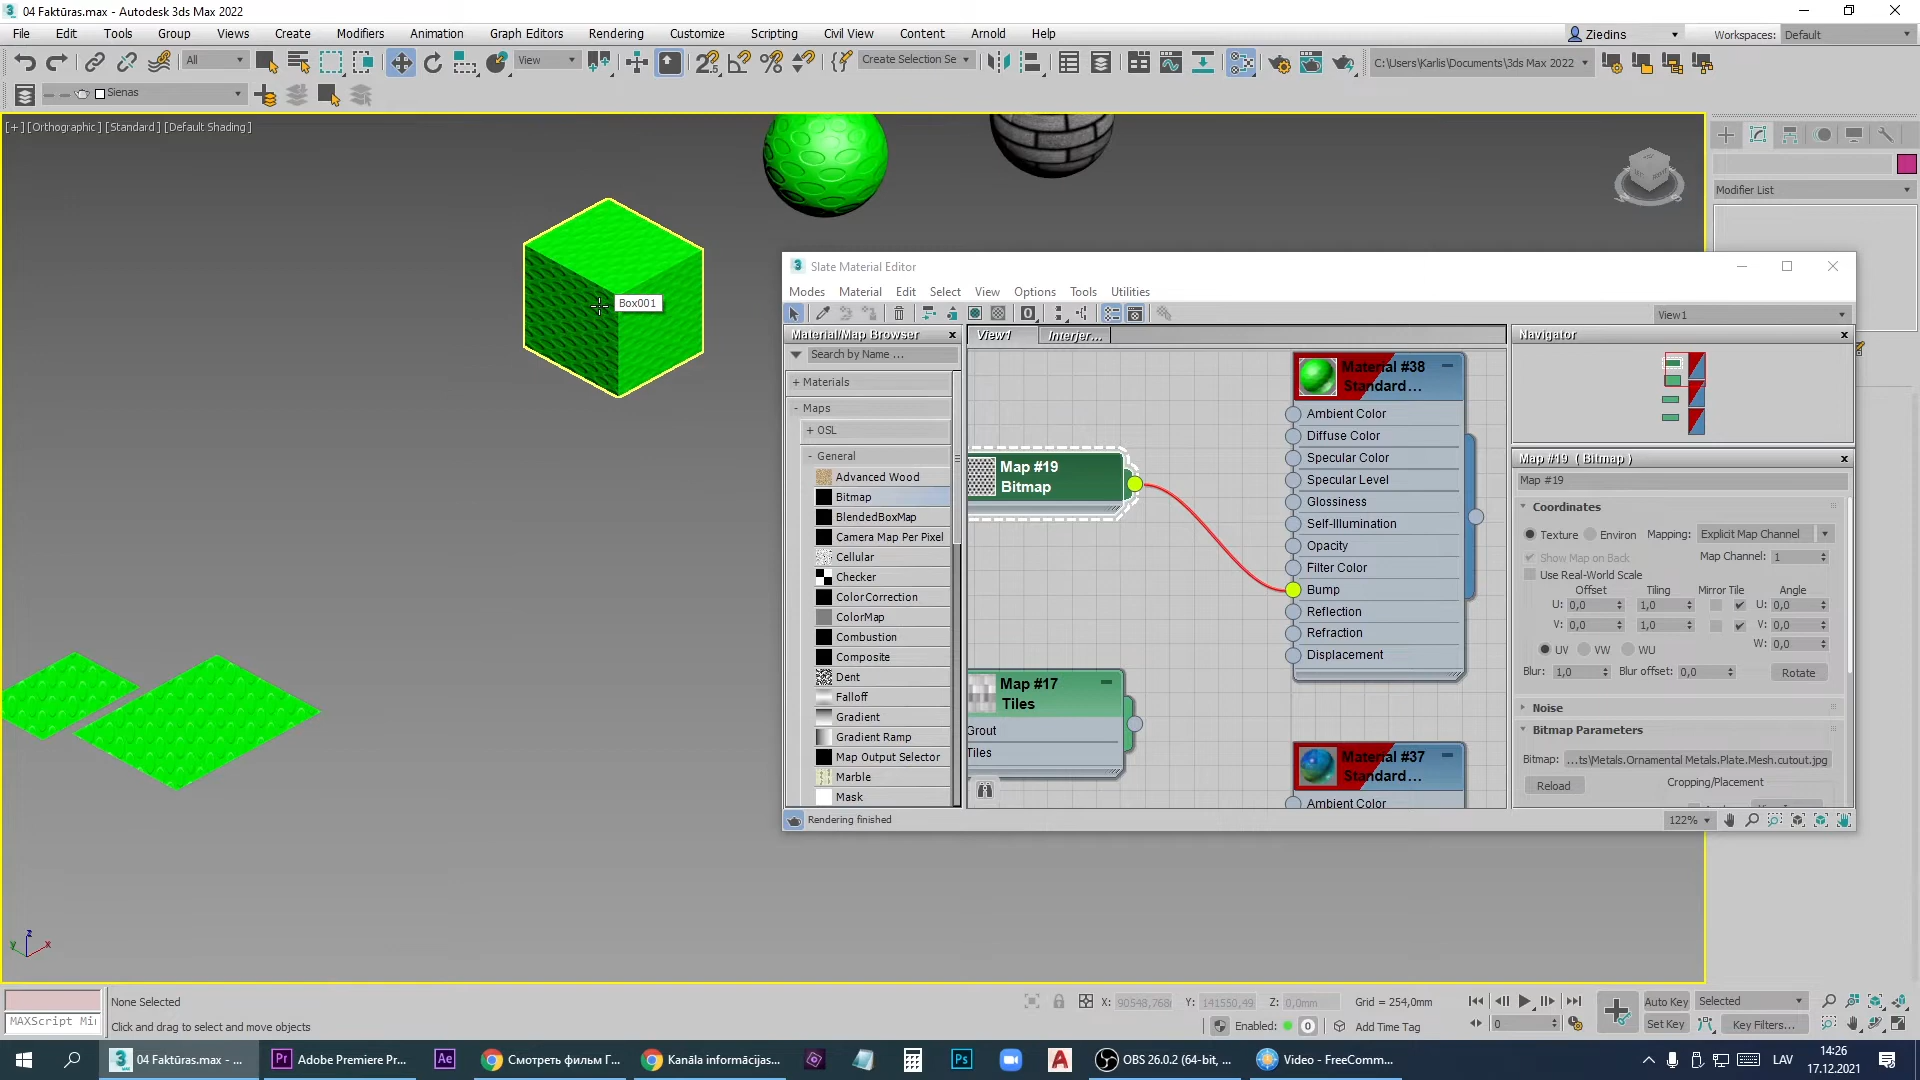 04 Faktūras.max - Autodesk 3ds Max 2022
File Edit Tools Group Views Create Modifiers Animation Graph Editors Rendering Customize Scripting Civil View Content Arnold Help
Ziedins Workspaces: Default
All View Create Selection Se C:\Users\Karlis\Documents\3ds Max 2022
Sienas
[+] [Orthographic] [Standard] [Default Shading]
Modifier List
Box001
Slate Material Editor
Modes Material Edit Select View Options Tools Utilities
View1
Material/Map Browser x
View1 Interjer...
Navigator x
Search by Name ...
+ Materials
- Maps
+ OSL
- General
Advanced Wood
Bitmap
BlendedBoxMap
Camera Map Per Pixel
Cellular
Checker
ColorCorrection
ColorMap
Combustion
Composite
Dent
Falloff
Gradient
Gradient Ramp
Map Output Selector
Marble
Mask
Map #19
Bitmap
Map #17
Tiles
Grout
Tiles
Material #38
Standard...
Ambient Color
Diffuse Color
Specular Color
Specular Level
Glossiness
Self-Illumination
Opacity
Filter Color
Bump
Reflection
Refraction
Displacement
Material #37
Standard...
Ambient Color
Map #19 ( Bitmap ) x
Map #19
Coordinates
Texture Environ Mapping: Explicit Map Channel
Show Map on Back Map Channel: 1
Use Real-World Scale
Offset Tiling Mirror Tile Angle
U: 0,0 1,0 U: 0,0
V: 0,0 1,0 V: 0,0
W: 0,0
UV VW WU
Blur: 1,0 Blur offset: 0,0 Rotate
Noise
Bitmap Parameters
Bitmap: ...ts\Metals.Ornamental Metals.Plate.Mesh.cutout.jpg
Reload Cropping/Placement
Rendering finished
122%
z
y x
None Selected
X: 90548,768 Y: 141550,49 Z: 0,0mm Grid = 254,0mm
Auto Key Selected
MAXScript Mi
Click and drag to select and move objects
Enabled: 0 Add Time Tag
0
Set Key Key Filters...
04 Faktūras.max - ... Adobe Premiere Pr... Смотреть фильм Г... Kanāla informācijas... OBS 26.0.2 (64-bit, ... Video - FreeComm...
LAV
14:26
17.12.2021